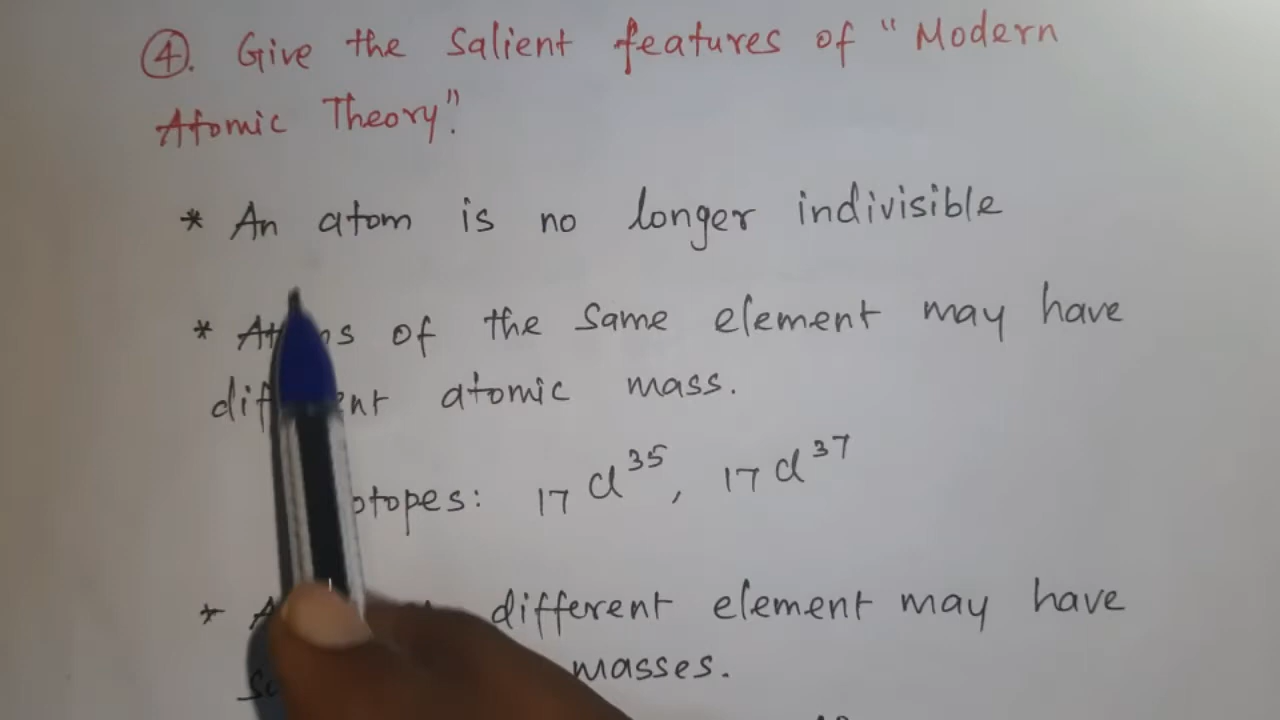 ④. Give the Salient features of "Modern
Atomic Theory".
* An atom is no longer indivisible
* of the Same element may have
atomic mass.
17 Cl 35, 17 Cl 37
* different element may have
masses.